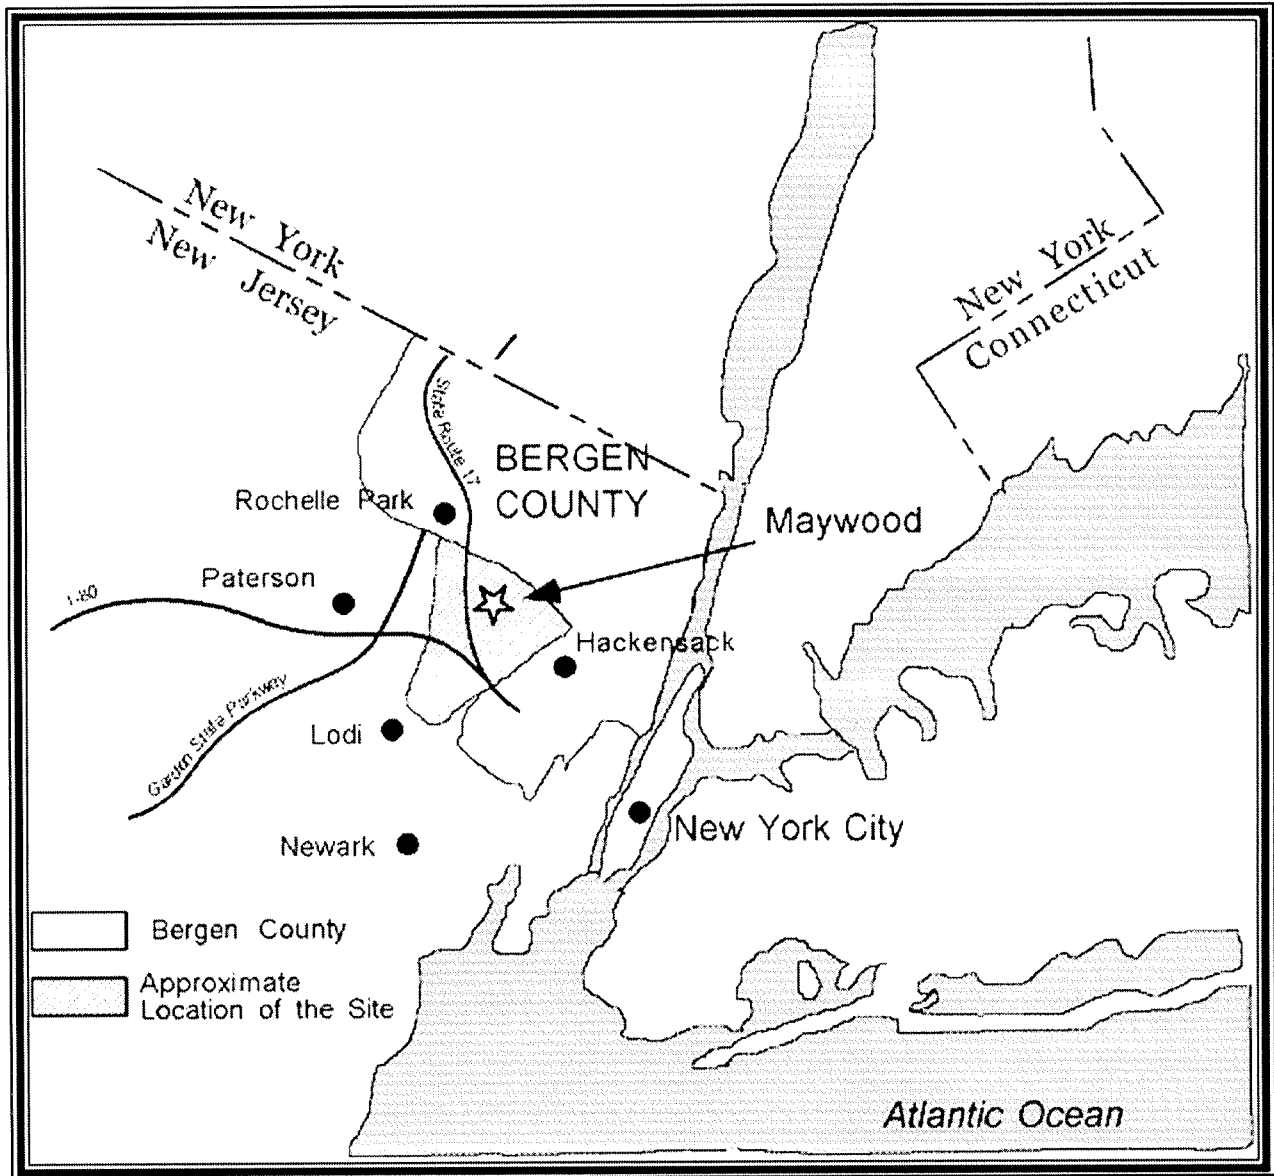 New York
New Jersey
New York
Connecticut
State Route 17
BERGEN
COUNTY
Rochelle Park
Maywood
Paterson
I-80
Hackensack
Garden State Parkway
Lodi
New York City
Newark
Bergen County
Approximate
Location of the Site
Atlantic Ocean